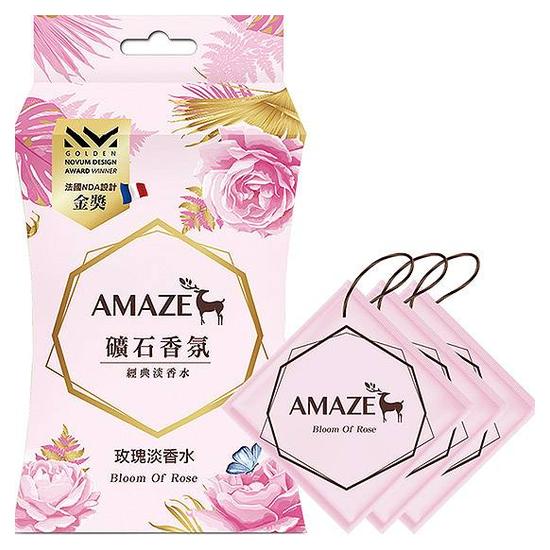 NM
GOLDEN
NOVUM DESIGN
AWARD WINNER
法國NDA設計
金獎
AMAZE
礦石香氛
經典淡香水
玫瑰淡香水
Bloom Of Rose
AMAZE
Bloom Of Rose